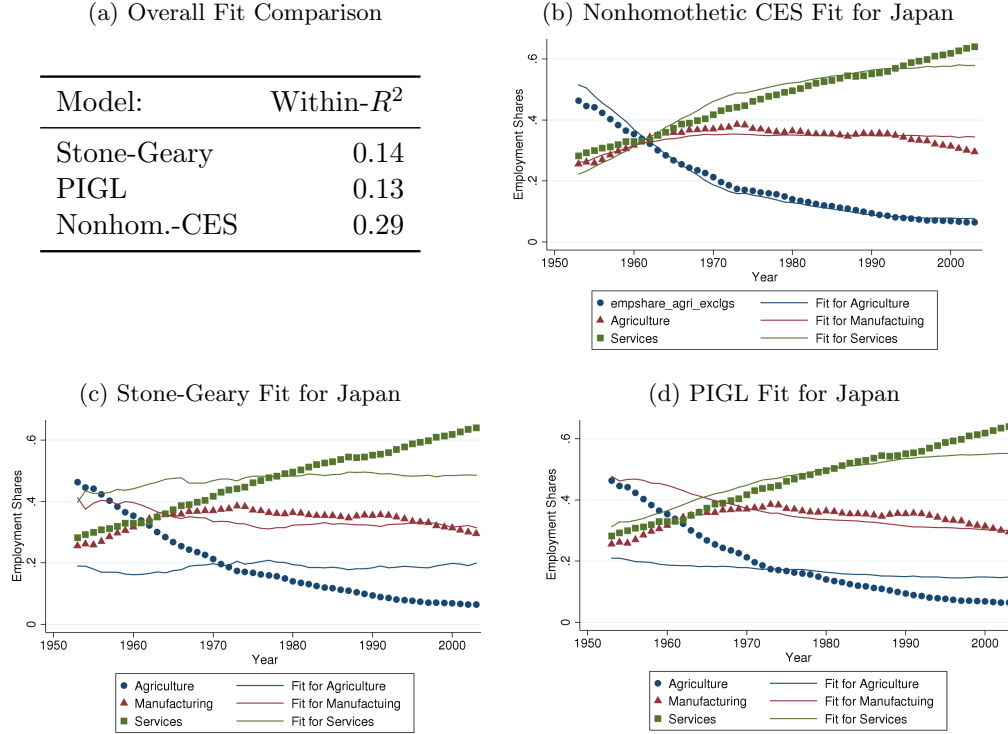 (a) Overall Fit Comparison
Model: Within-R²
Stone-Geary 0.14
PIGL 0.13
Nonhom.-CES 0.29
(b) Nonhomothetic CES Fit for Japan
Employment Shares
.6
.4
.2
0
1950 1960 1970 1980 1990 2000
Year
empshare_agri_exclgs Fit for Agriculture
Agriculture Fit for Manufactuing
Services Fit for Services
(c) Stone-Geary Fit for Japan
Employment Shares
.6
.4
.2
0
1950 1960 1970 1980 1990 2000
Year
Agriculture Fit for Agriculture
Manufacturing Fit for Manufactuing
Services Fit for Services
(d) PIGL Fit for Japan
Employment Shares
.6
.4
.2
0
1950 1960 1970 1980 1990 2000
Year
Agriculture Fit for Agriculture
Manufacturing Fit for Manufactuing
Services Fit for Services